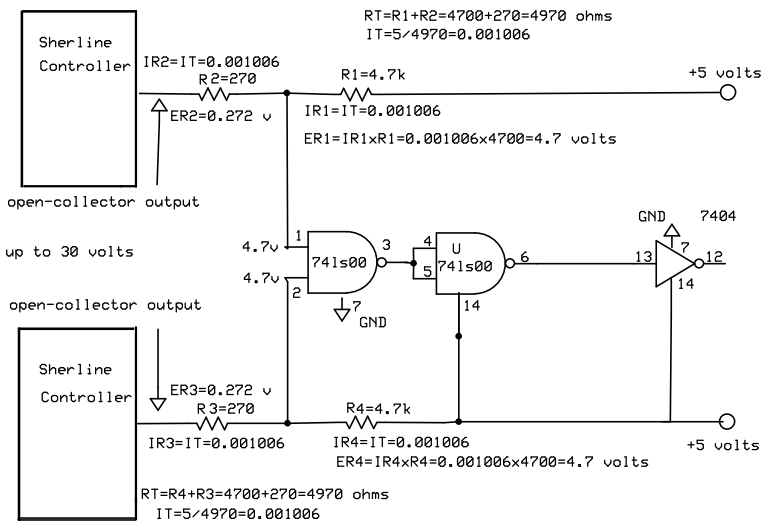 RT=R1+R2=4700+270=4970 ohms
IT=5/4970=0.001006
Sherline
Controller
IR2=IT=0.001006
R2=270
R1=4.7k
+5 volts
ER2=0.272 v
IR1=IT=0.001006
ER1=IR1xR1=0.001006x4700=4.7 volts
open-collector output
up to 30 volts
4.7v
1
4.7v
2
741s00
3
7
GND
4
5
U
741s00
6
14
GND
7404
7
13
12
14
open-collector output
Sherline
Controller
ER3=0.272 v
R3=270
R4=4.7k
IR3=IT=0.001006
IR4=IT=0.001006
+5 volts
ER4=IR4xR4=0.001006x4700=4.7 volts
RT=R4+R3=4700+270=4970 ohms
IT=5/4970=0.001006